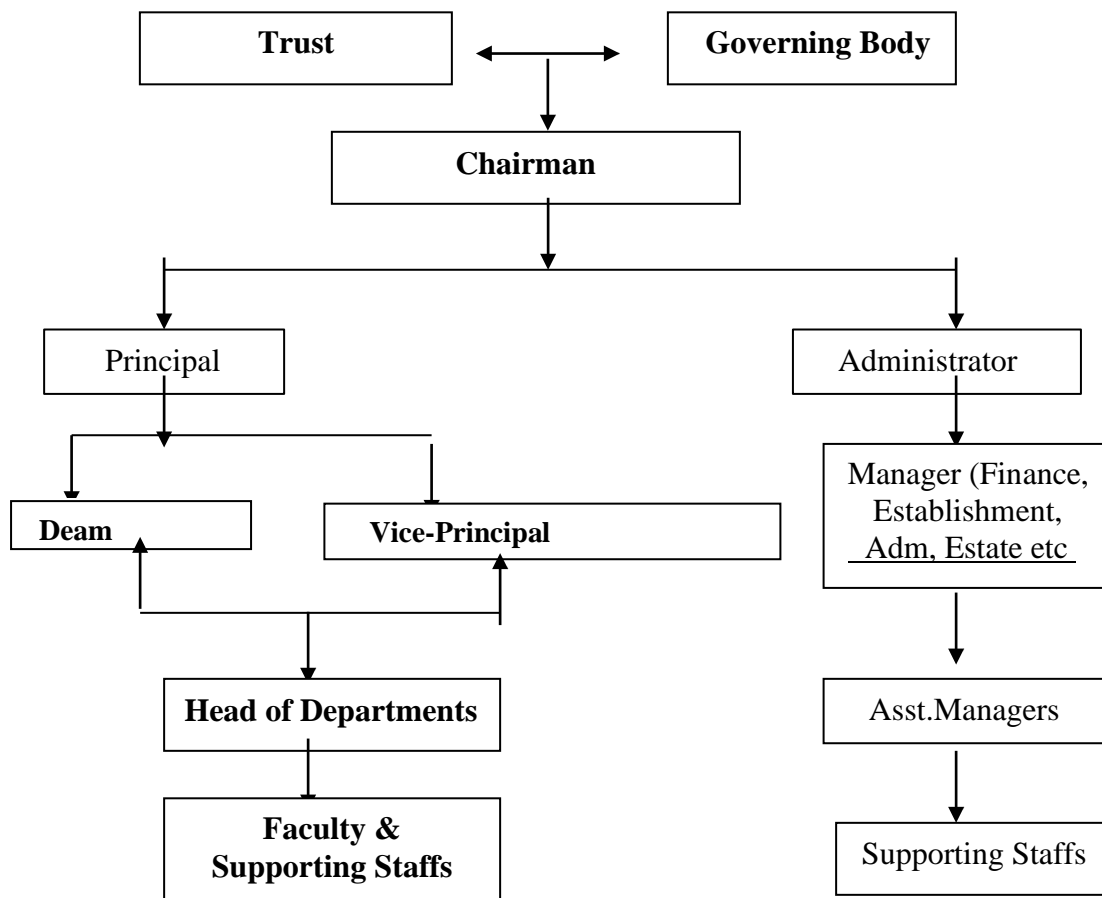 Trust
Governing Body
Chairman
Principal
Administrator
Deam
Vice-Principal
Manager (Finance,
Establishment,
Adm, Estate etc
Head of Departments
Asst.Managers
Faculty &
Supporting Staffs
Supporting Staffs